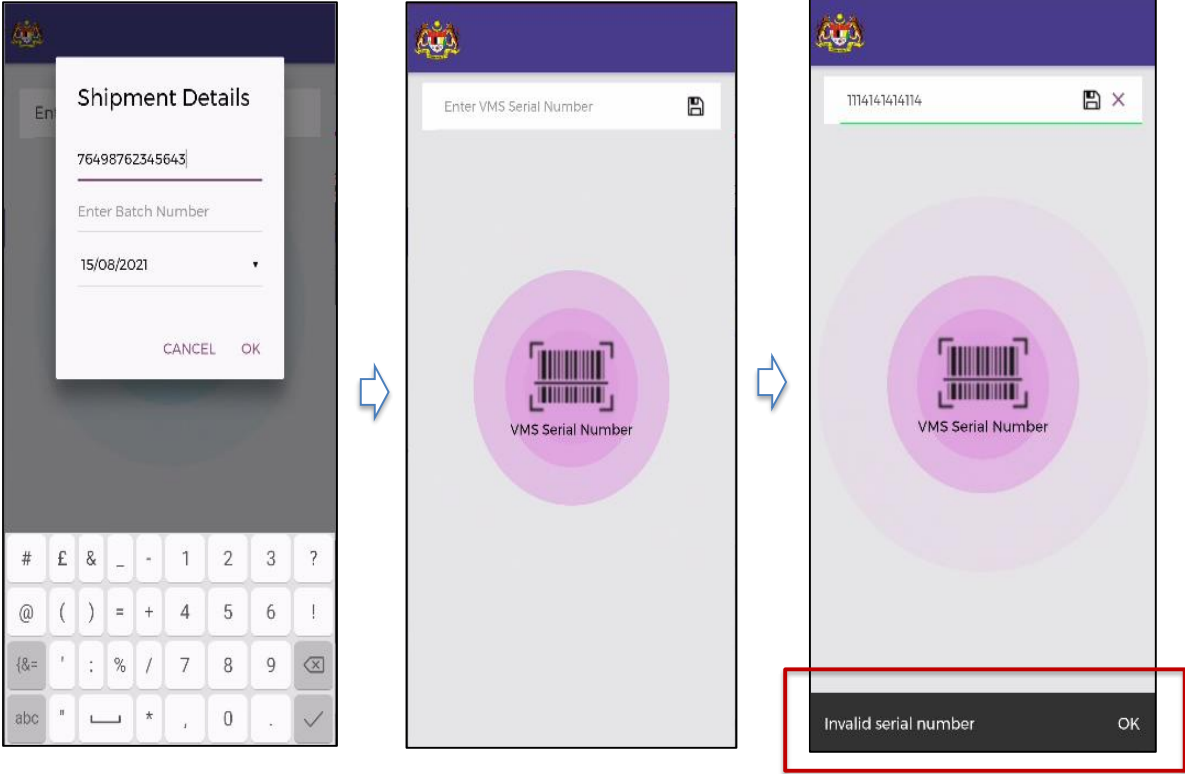 Shipment Details
En
76498762345643
Enter Batch Number
15/08/2021
CANCEL OK
# £ & _ - 1 2 3 ?
@ ( ) = + 4 5 6 !
{&= ' : % / 7 8 9
abc " * , 0 .
Enter VMS Serial Number
VMS Serial Number
1114141414114
VMS Serial Number
Invalid serial number OK